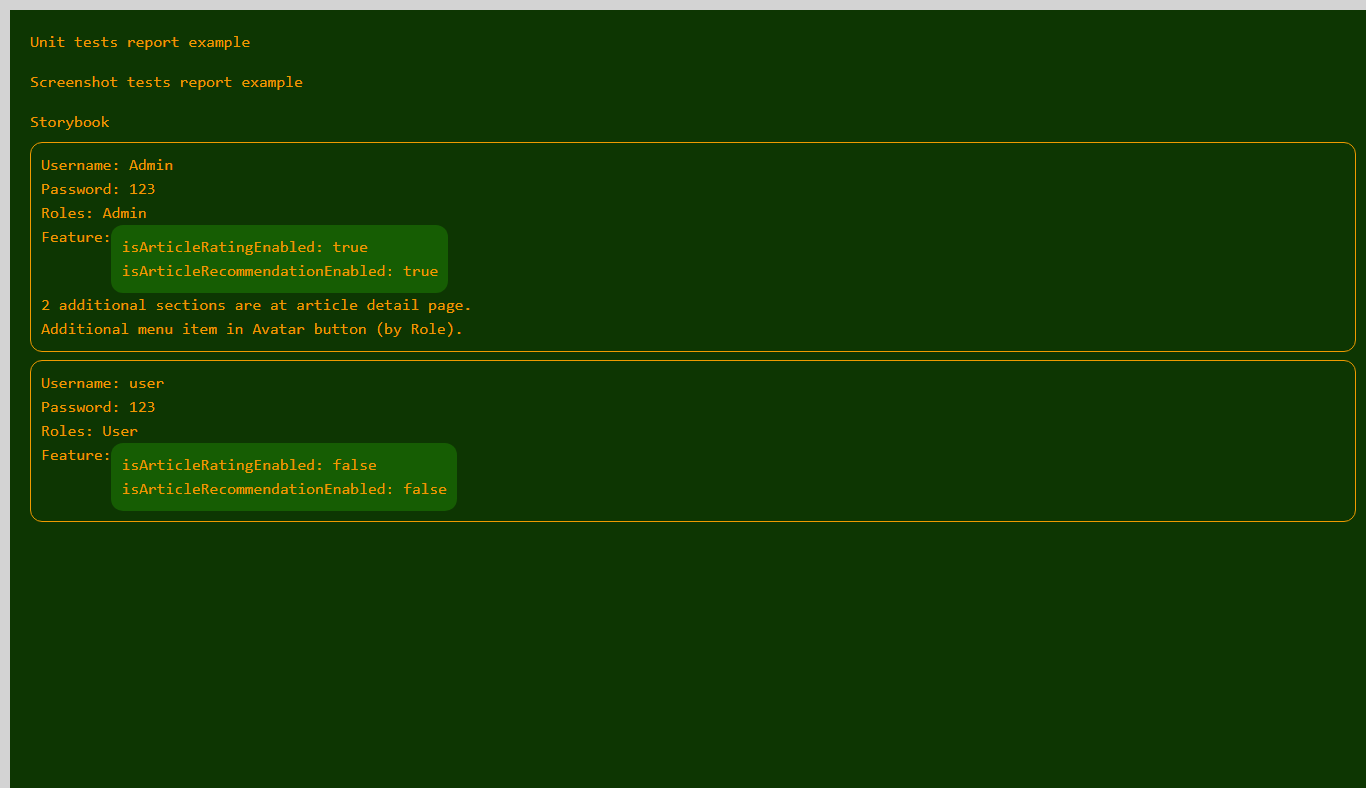 Unit tests report example
Screenshot tests report example
Storybook
Username: Admin
Password: 123
Roles: Admin
Feature:
isArticleRatingEnabled: true
isArticleRecommendationEnabled: true
2 additional sections are at article detail page.
Additional menu item in Avatar button (by Role).
Username: user
Password: 123
Roles: User
Feature:
isArticleRatingEnabled: false
isArticleRecommendationEnabled: false